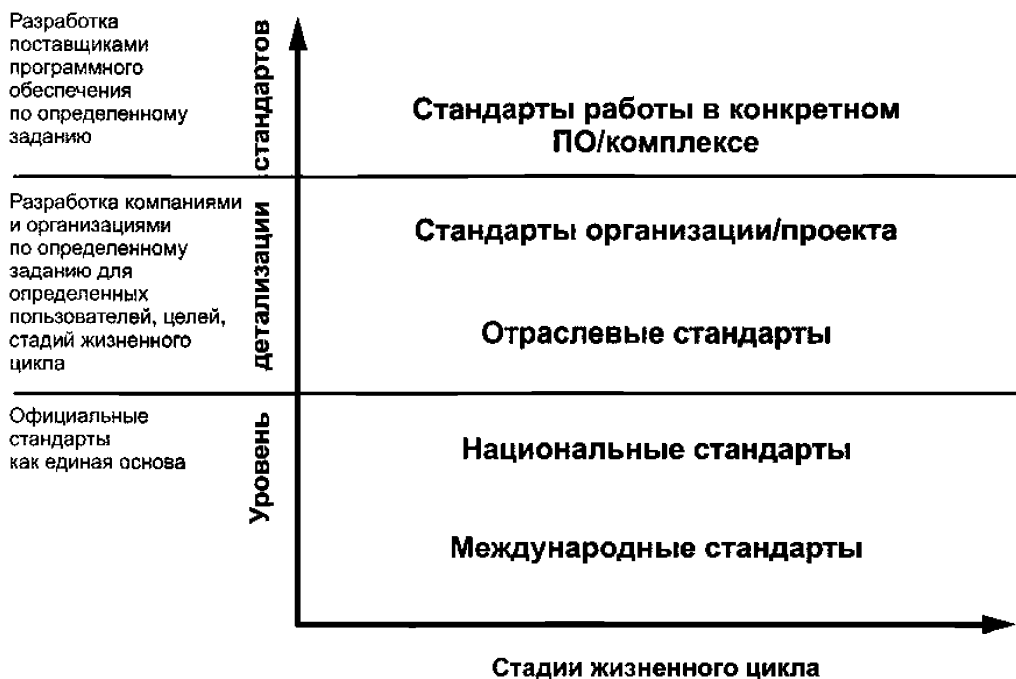 Разработка
поставщиками
программного
обеспечения
по определенному
заданию
Стандарты работы в конкретном
ПО/комплексе
Разработка компаниями
и организациями
по определенному
заданию для
определенных
пользователей, целей,
стадий жизненного
цикла
Стандарты организации/проекта
Отраслевые стандарты
Официальные
стандарты
как единая основа
Национальные стандарты
Международные стандарты
Уровень детализации стандартов
Стадии жизненного цикла